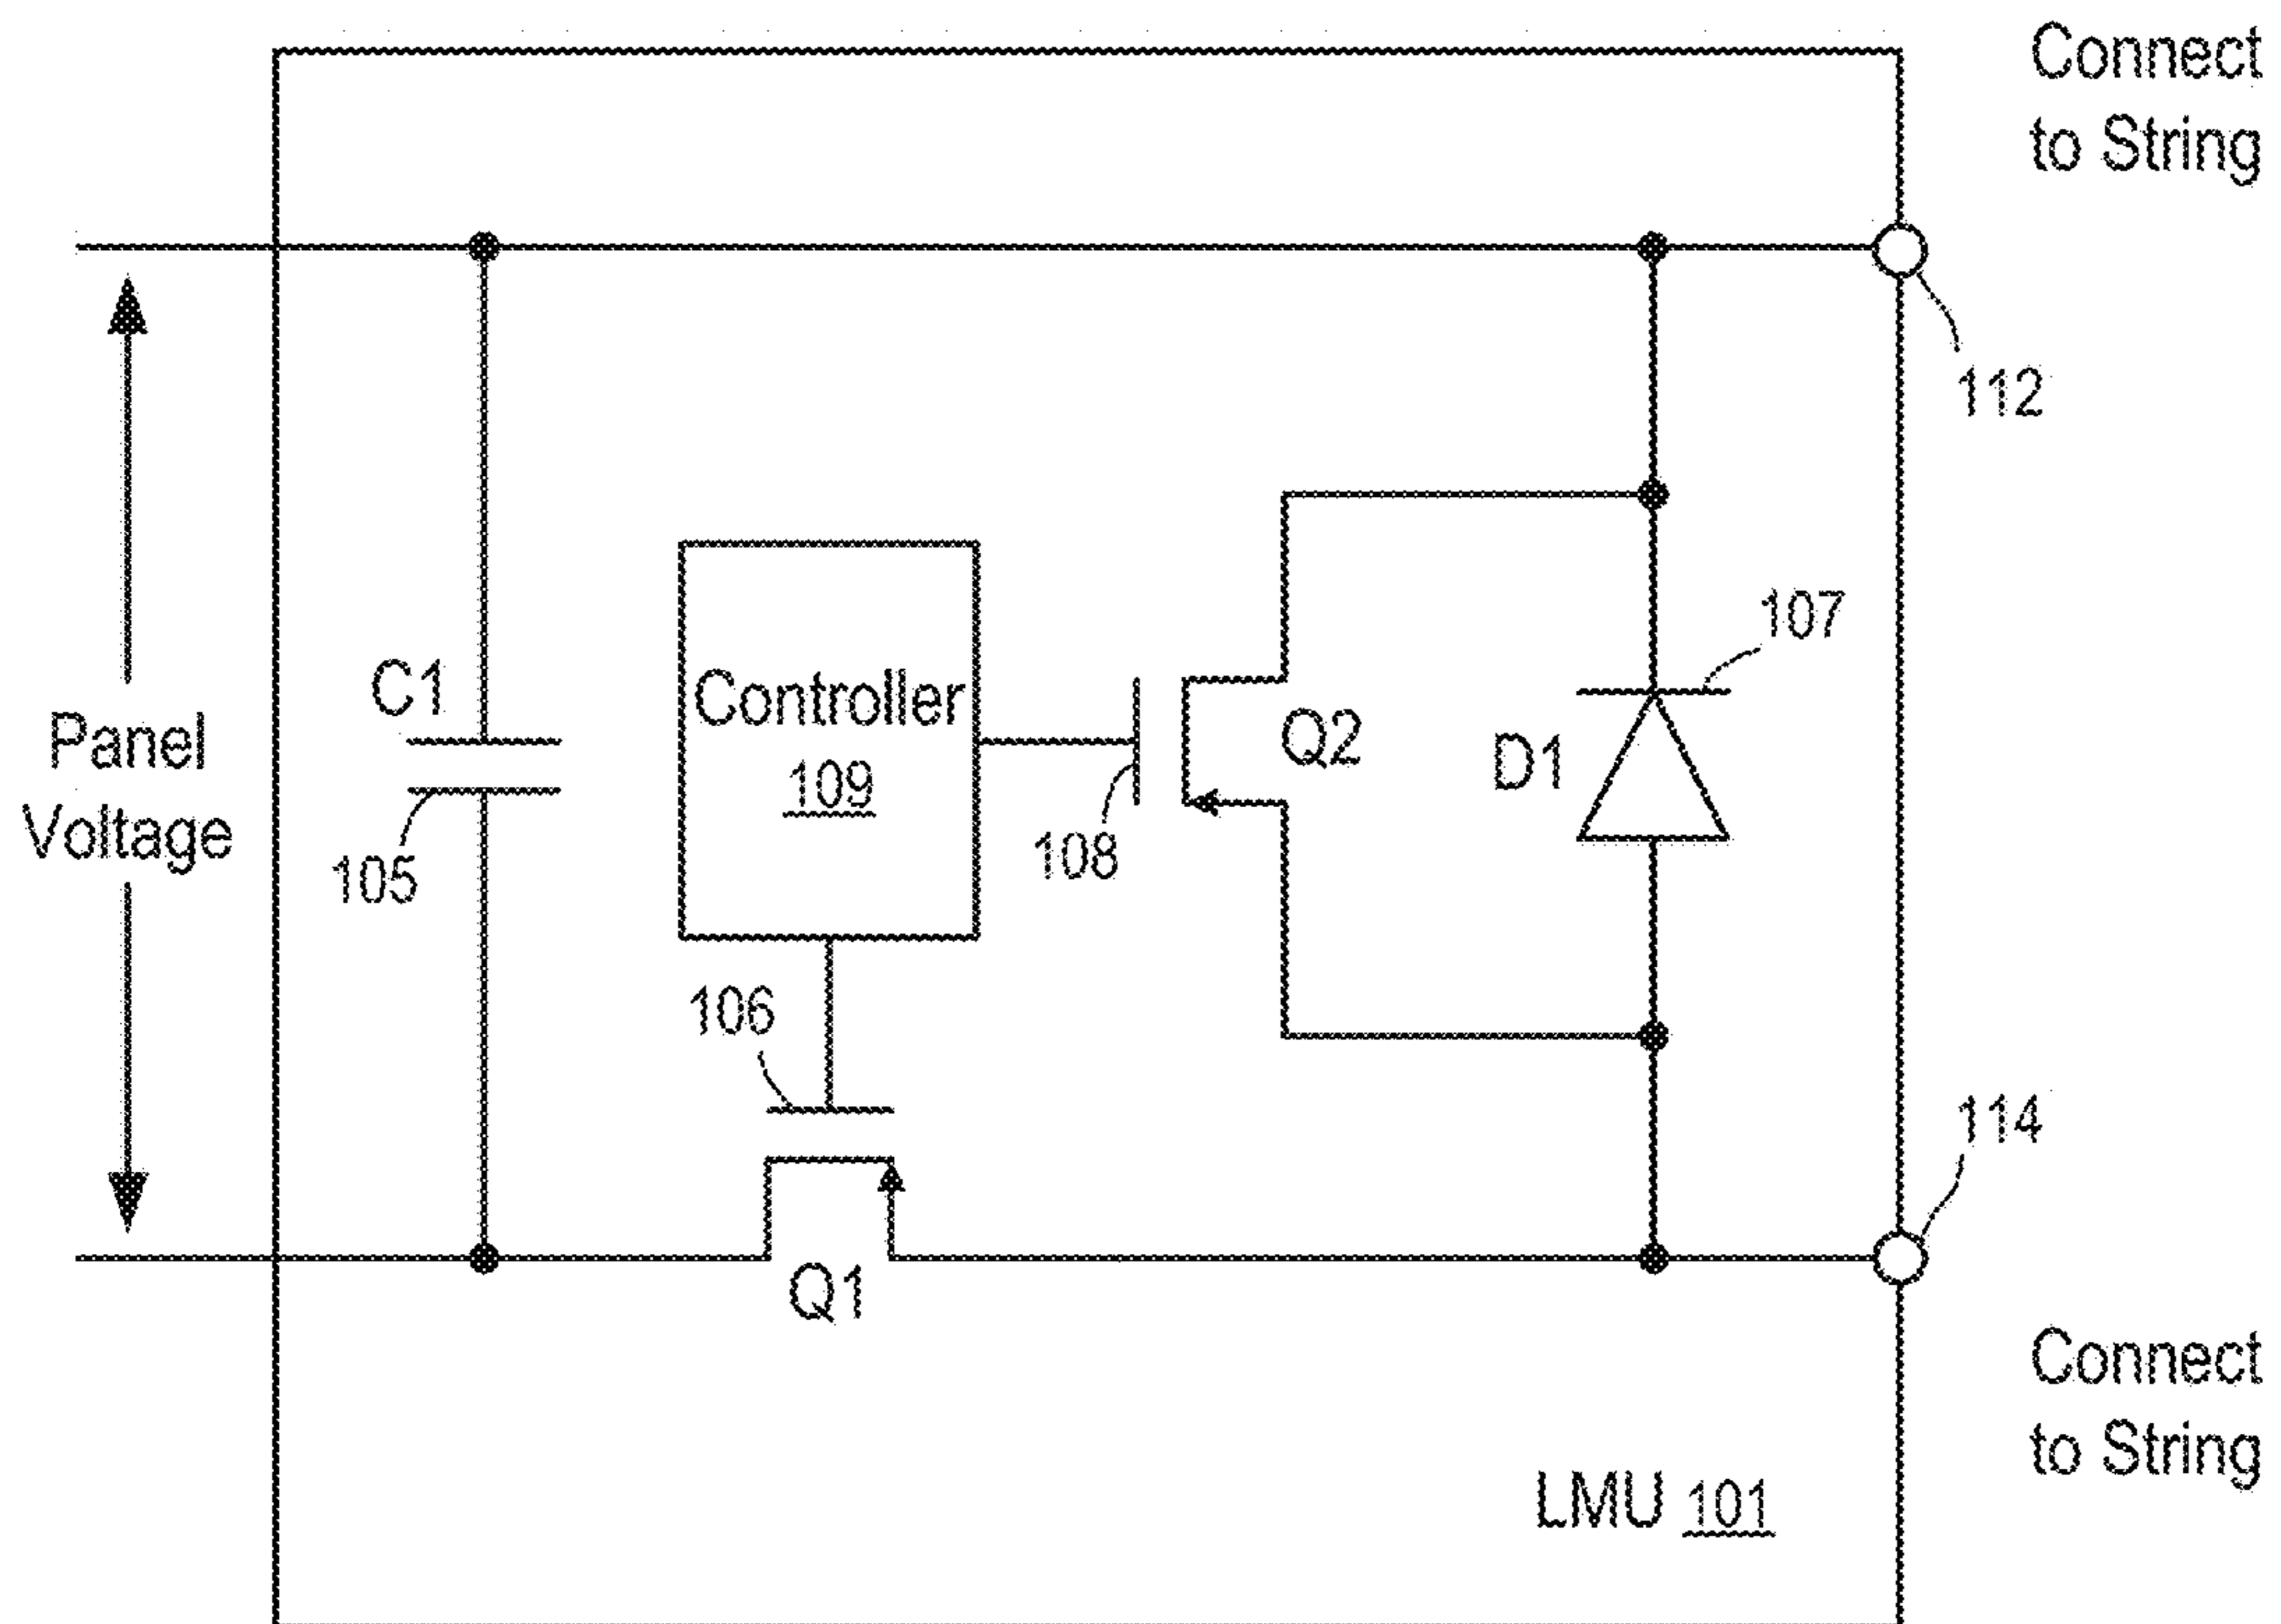 Connect
to String
112
107
C1
Controller
109
Q2
D1
Panel
Voltage
105
108
106
114
Q1
Connect
to String
LMU 101